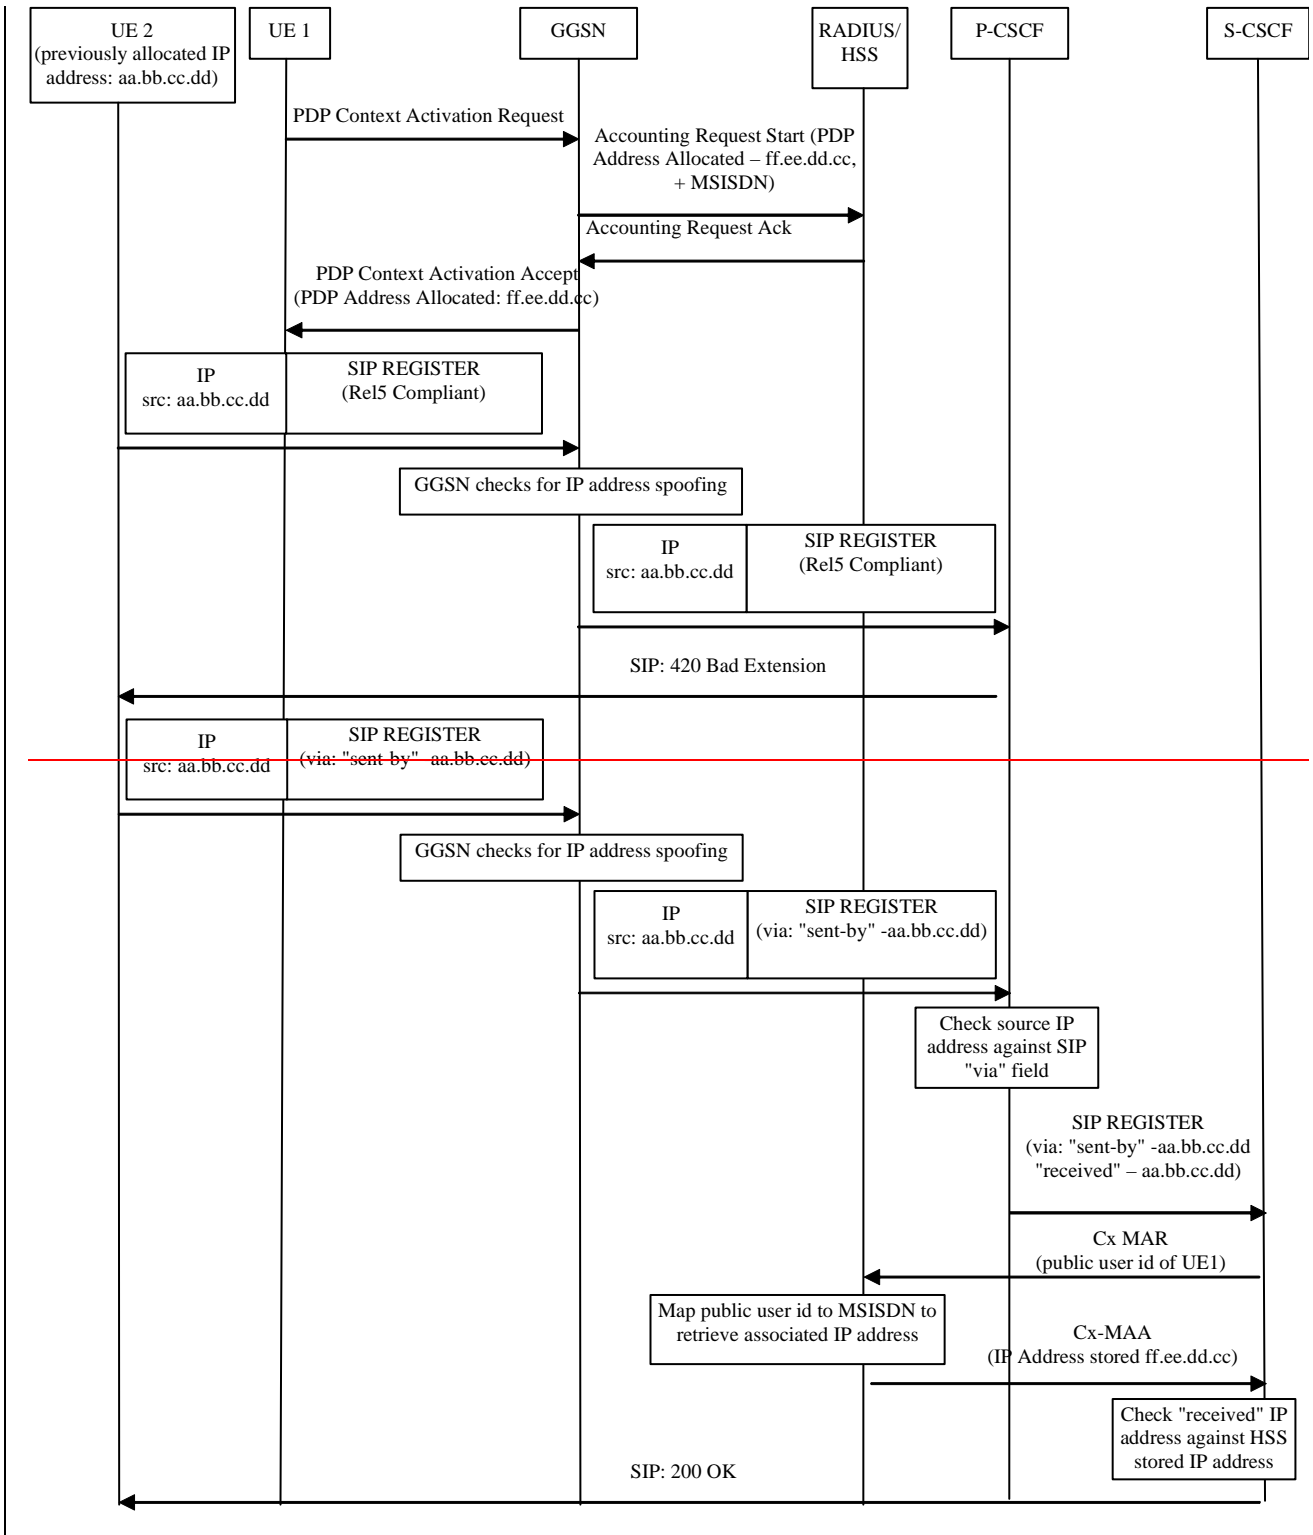 UE 2
(previously allocated IP
address: aa.bb.cc.dd)
UE 1
GGSN
RADIUS/
HSS
P-CSCF
S-CSCF
PDP Context Activation Request
Accounting Request Start (PDP
Address Allocated – ff.ee.dd.cc,
+ MSISDN)
Accounting Request Ack
PDP Context Activation Accept
(PDP Address Allocated: ff.ee.dd.cc)
IP
src: aa.bb.cc.dd
SIP REGISTER
(Rel5 Compliant)
GGSN checks for IP address spoofing
IP
src: aa.bb.cc.dd
SIP REGISTER
(Rel5 Compliant)
SIP: 420 Bad Extension
IP
src: aa.bb.cc.dd
SIP REGISTER
(via: "sent-by" -aa.bb.cc.dd)
GGSN checks for IP address spoofing
IP
src: aa.bb.cc.dd
SIP REGISTER
(via: "sent-by" -aa.bb.cc.dd)
Check source IP
address against SIP
"via" field
SIP REGISTER
(via: "sent-by" -aa.bb.cc.dd
"received" – aa.bb.cc.dd)
Cx MAR
(public user id of UE1)
Map public user id to MSISDN to
retrieve associated IP address
Cx-MAA
(IP Address stored ff.ee.dd.cc)
Check "received" IP
address against HSS
stored IP address
SIP: 200 OK